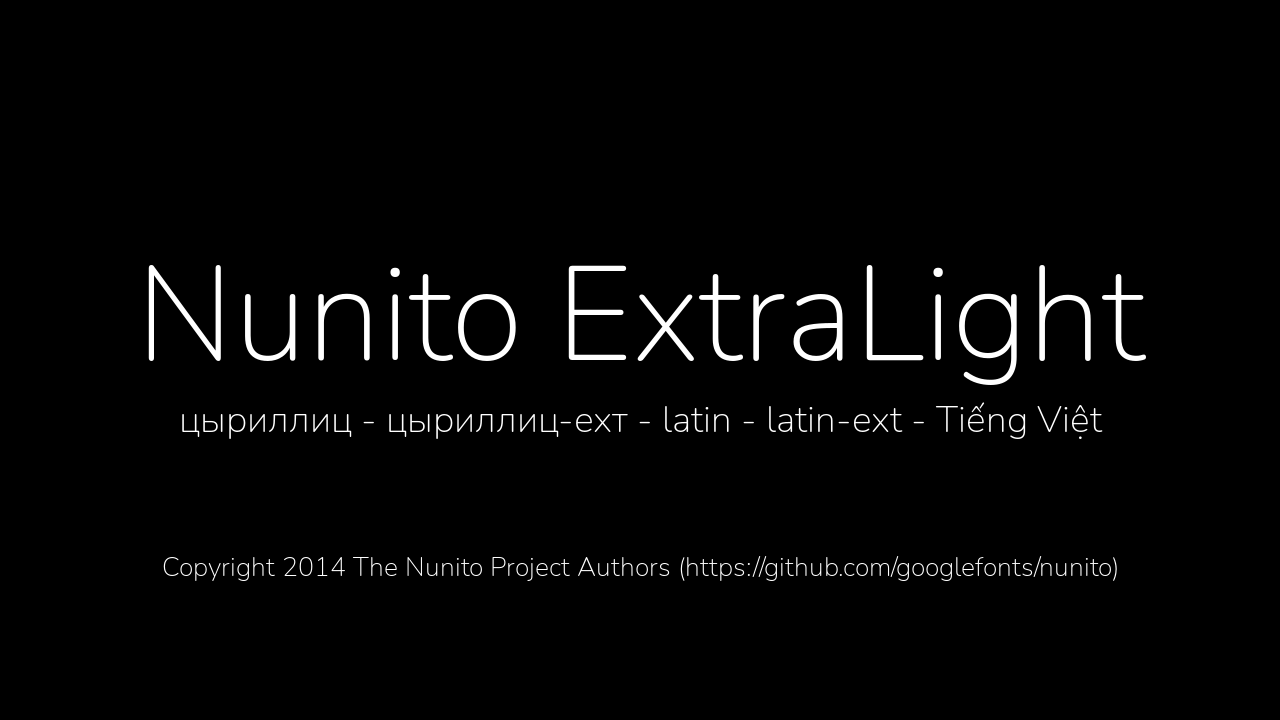 Nunito ExtraLight
цыриллиц - цыриллиц-ехт - latin - latin-ext - Tiếng Việt
Copyright 2014 The Nunito Project Authors (https://github.com/googlefonts/nunito)